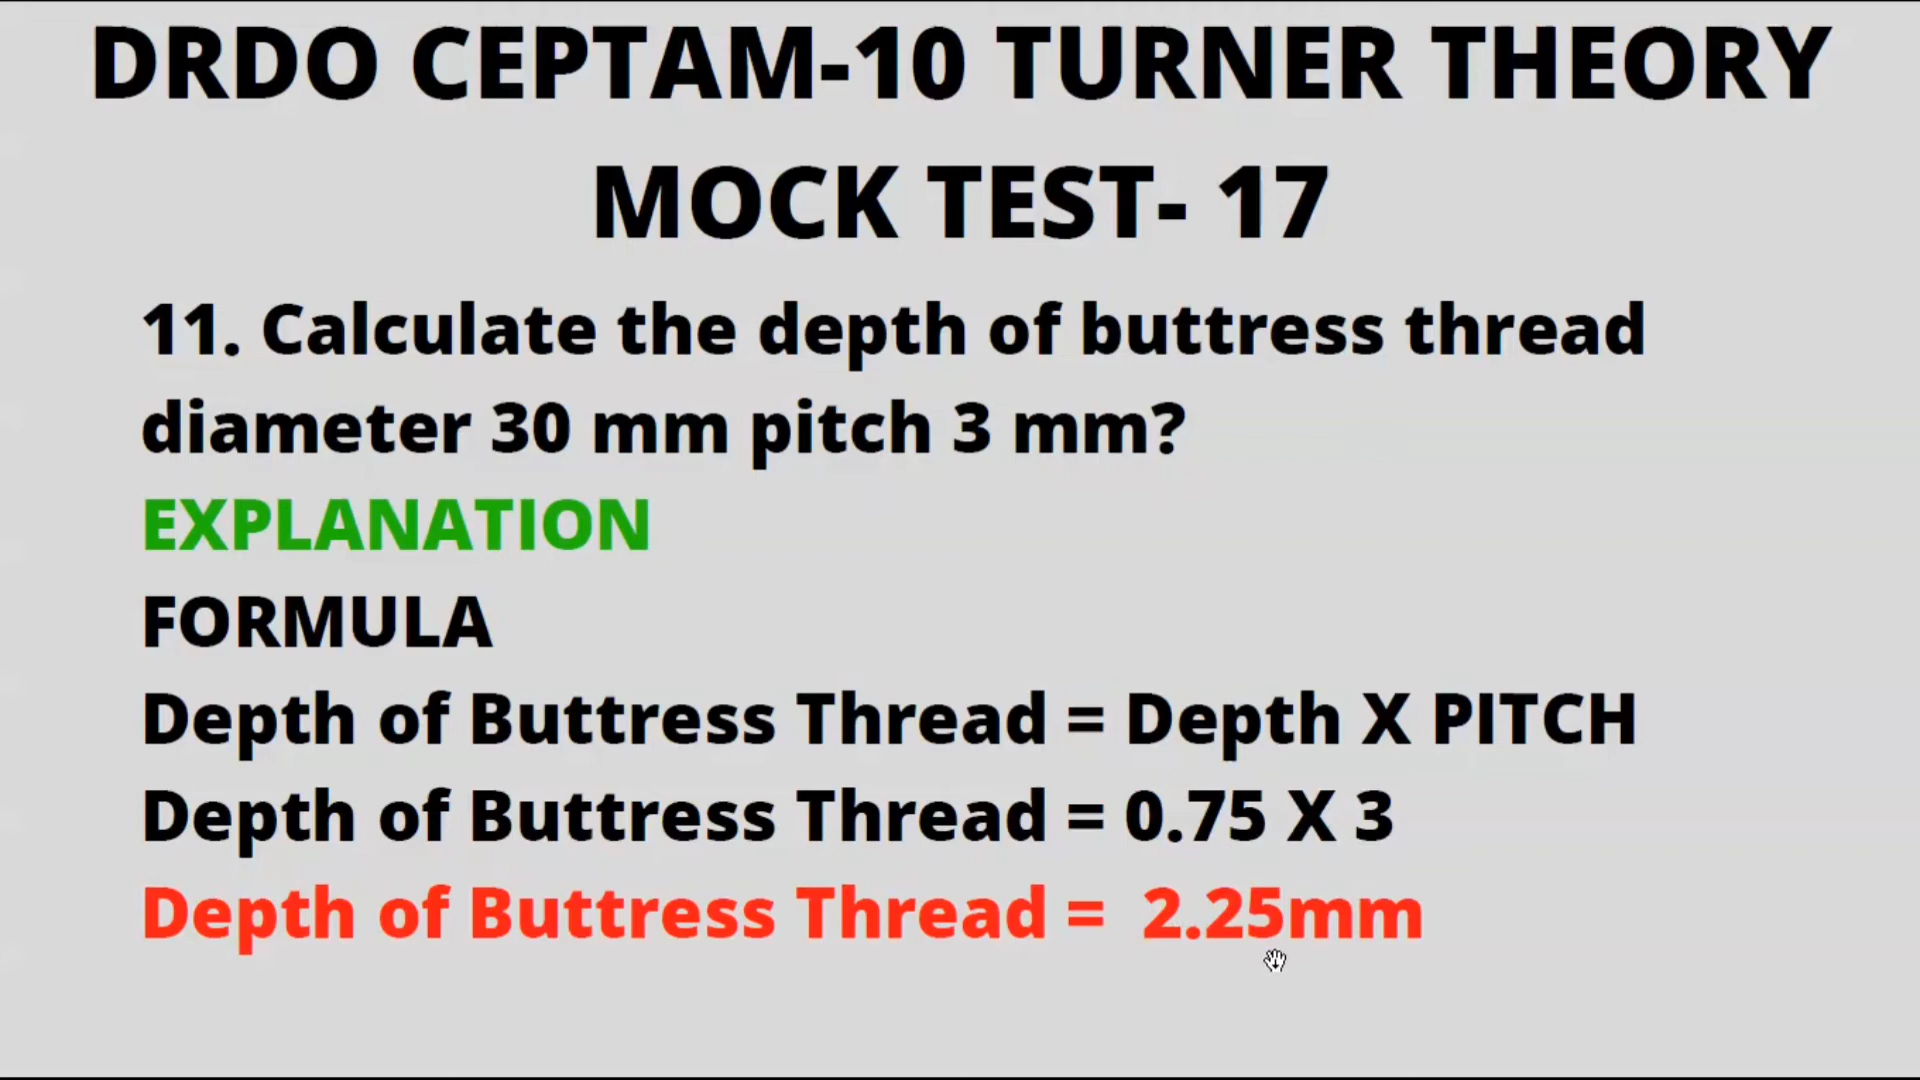 DRDO CEPTAM-10 TURNER THEORY
MOCK TEST- 17
11. Calculate the depth of buttress thread
diameter 30 mm pitch 3 mm?
EXPLANATION
FORMULA
Depth of Buttress Thread = Depth X PITCH
Depth of Buttress Thread = 0.75 X 3
Depth of Buttress Thread = 2.25mm